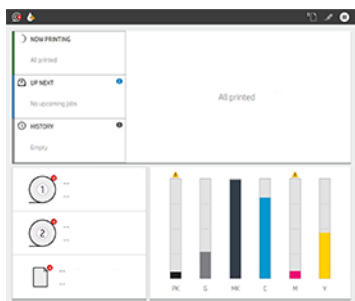 NOW PRINTING
All printed
UP NEXT
No upcoming jobs
HISTORY
Empty
All printed
1
--
--
2
--
--
--
--
PK G MK C M Y